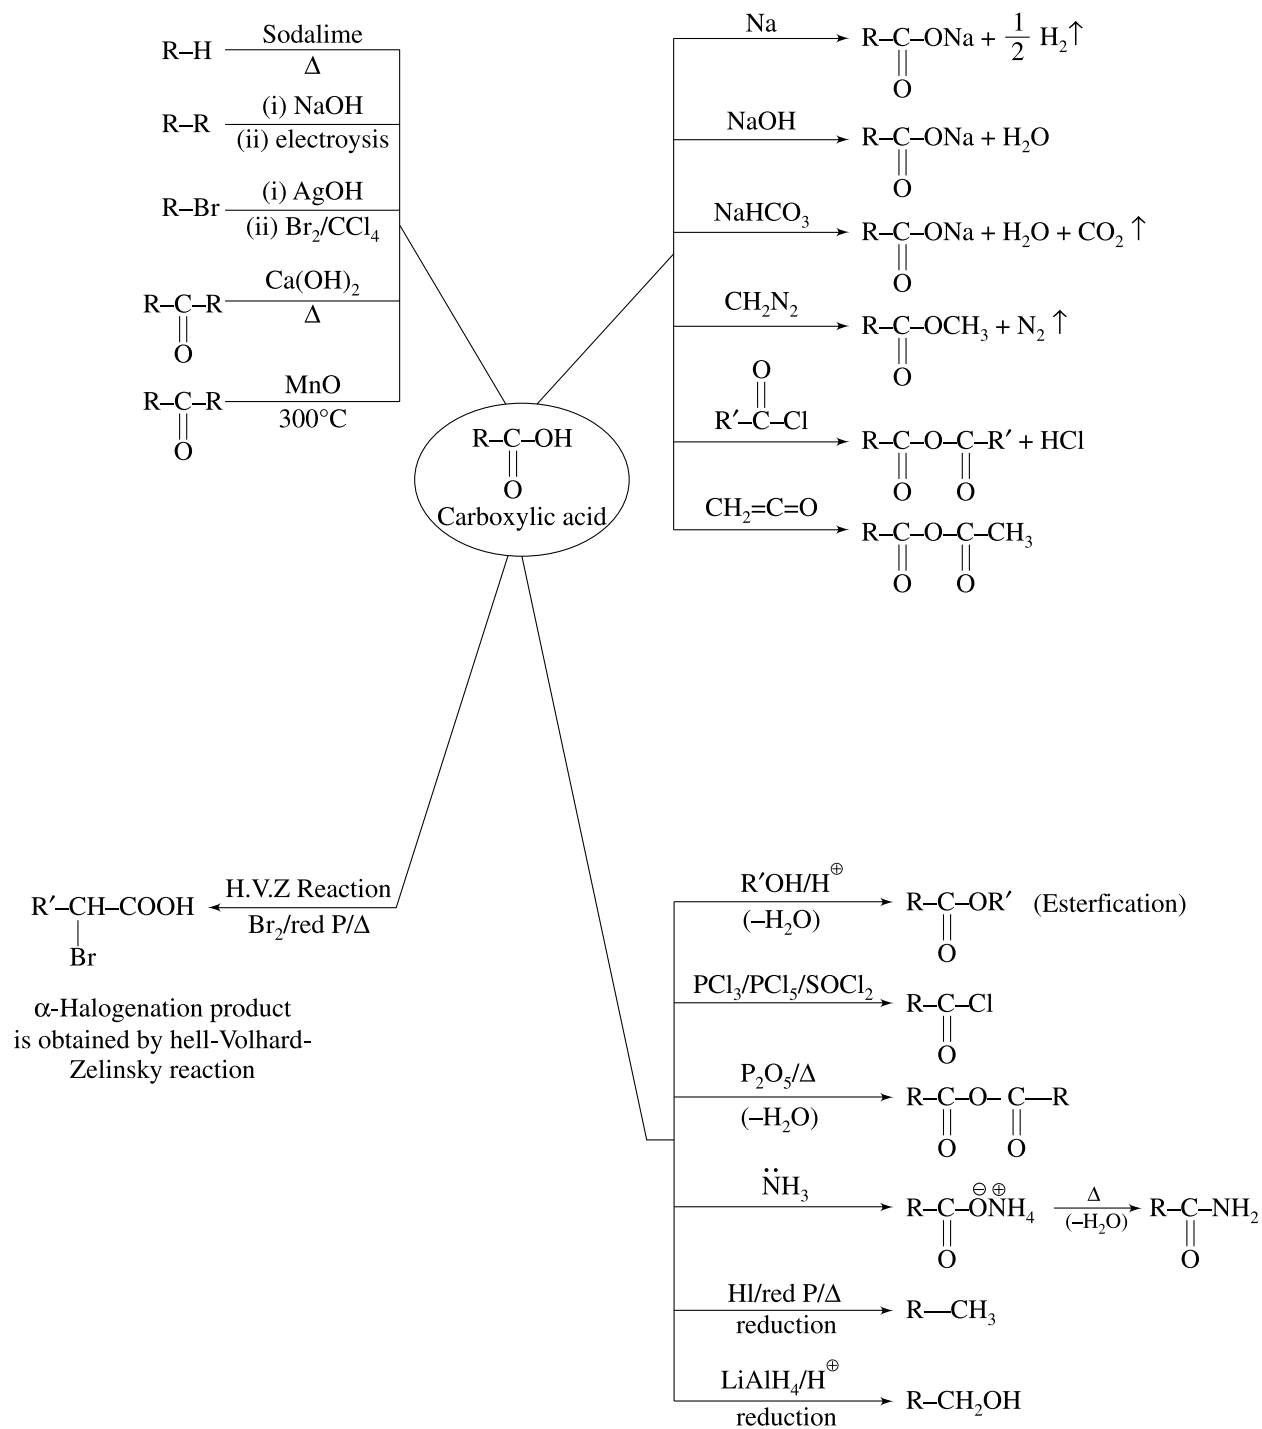 R–H Sodalime
Δ
R–R (i) NaOH
(ii) electroysis
R–Br (i) AgOH
(ii) Br₂/CCl₄
R–C–R Ca(OH)₂
Δ
O
R–C–R MnO
300°C
O
Na R–C–ONa + 1/2 H₂↑
O
NaOH R–C–ONa + H₂O
O
NaHCO₃ R–C–ONa + H₂O + CO₂ ↑
O
CH₂N₂ R–C–OCH₃ + N₂ ↑
O
O
R′–C–Cl
R–C–O–C–R′ + HCl
O O
CH₂=C=O R–C–O–C–CH₃
O O
R–C–OH
O
Carboxylic acid
R′–CH–COOH H.V.Z Reaction
Br₂/red P/Δ
Br
α-Halogenation product
is obtained by hell-Volhard-
Zelinsky reaction
R′OH/H⊕
(–H₂O)
R–C–OR′ (Esterfication)
O
PCl₃/PCl₅/SOCl₂
R–C–Cl
O
P₂O₅/Δ
(–H₂O)
R–C–O–C—R
O O
N̈H₃
⊖⊕
R–C–ONH₄ Δ
(–H₂O)
R–C–NH₂
O O
Hl/red P/Δ
reduction
R—CH₃
LiAlH₄/H⊕
reduction
R–CH₂OH